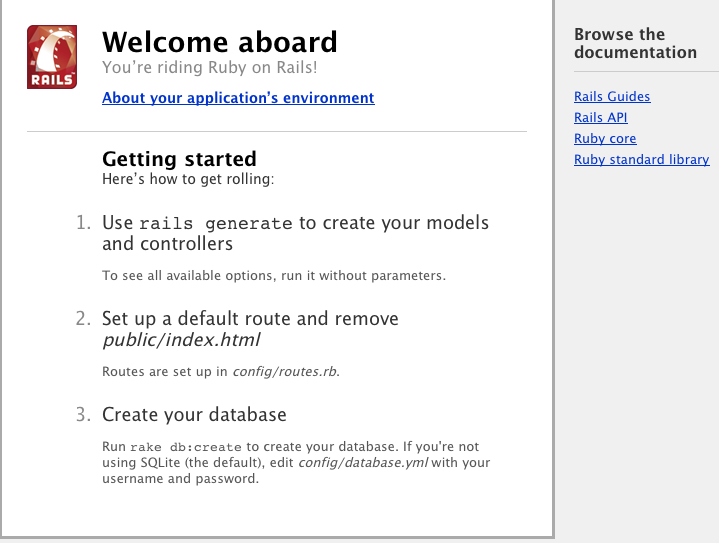 RAILS
Welcome aboard
You're riding Ruby on Rails!
About your application's environment
Getting started
Here's how to get rolling:
1. Use rails generate to create your models
and controllers
To see all available options, run it without parameters.
2. Set up a default route and remove
public/index.html
Routes are set up in config/routes.rb.
3. Create your database
Run rake db:create to create your database. If you're not
using SQLite (the default), edit config/database.yml with your
username and password.
Browse the
documentation
Rails Guides
Rails API
Ruby core
Ruby standard library